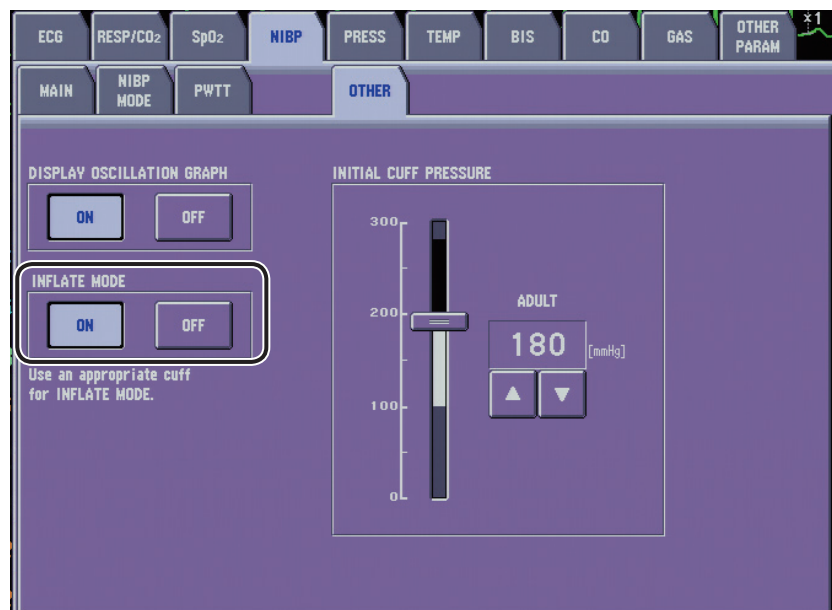 ECG RESP/CO2 SpO2 NIBP PRESS TEMP BIS CO GAS OTHER PARAM x1
MAIN NIBP MODE PWTT OTHER
DISPLAY OSCILLATION GRAPH
ON OFF
INFLATE MODE
ON OFF
Use an appropriate cuff
for INFLATE MODE.
INITIAL CUFF PRESSURE
300
200
100
0
ADULT
180 [mmHg]
▲ ▼